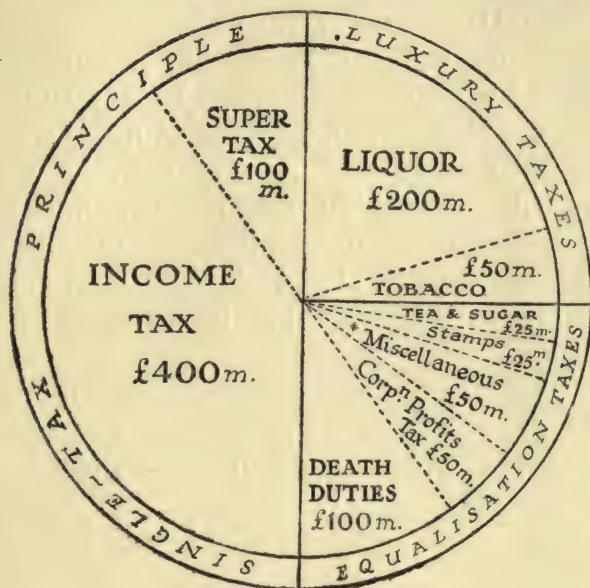 SINGLE-TAX PRINCIPLE
.LUXURY TAXES
EQUALISATION TAXES
SUPER
TAX
£100
m.
LIQUOR
£200m.
£50m.
TOBACCO
TEA & SUGAR
£25m.
Stamps
£25.m
* Miscellaneous
£50m.
Corpn. Profits
Tax £50m.
DEATH
DUTIES
£100m.
INCOME
TAX
£400m.